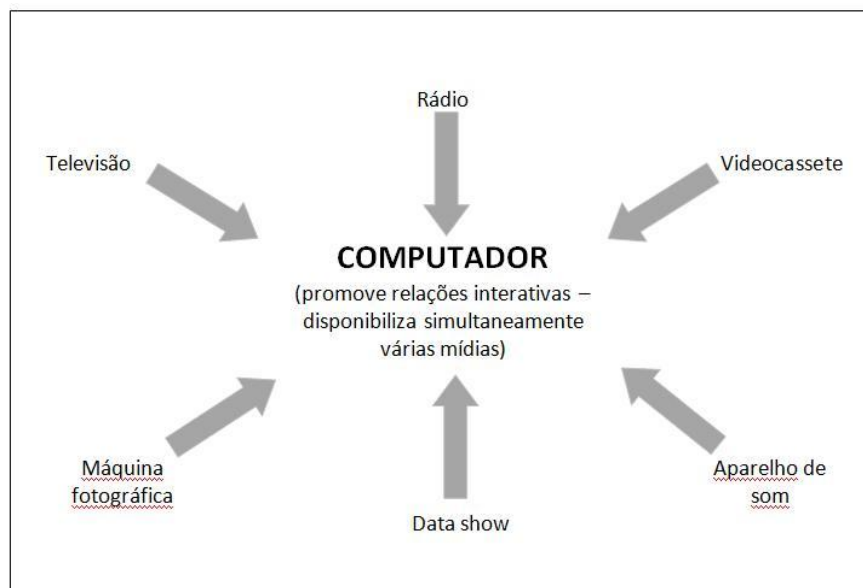 Rádio
Televisão
Videocassete
COMPUTADOR
(promove relações interativas –
disponibiliza simultaneamente
várias mídias)
Máquina
fotográfica
Data show
Aparelho de
som